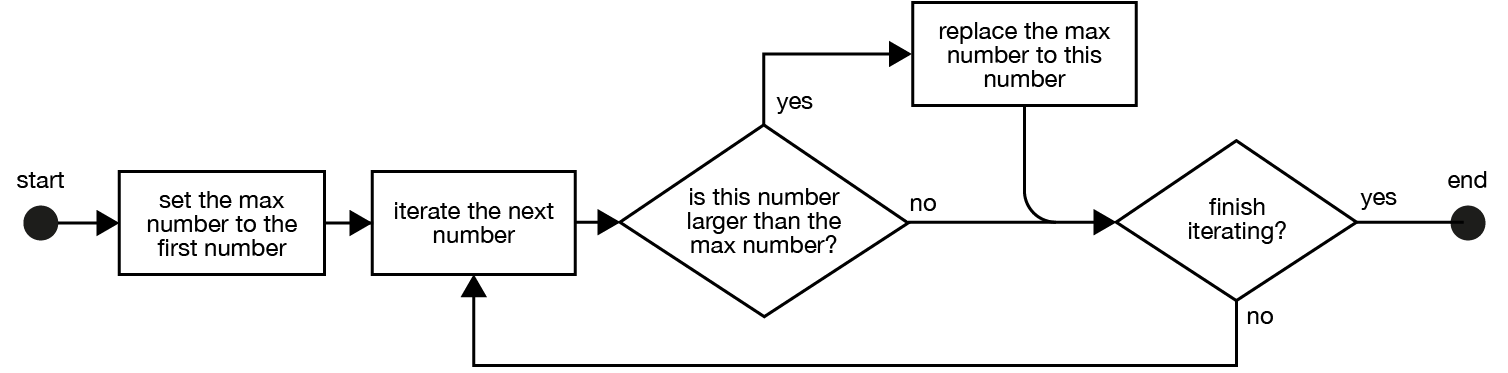 start
set the max
number to the
first number
iterate the next
number
is this number
larger than the
max number?
yes
replace the max
number to this
number
no
finish
iterating?
yes
no
end